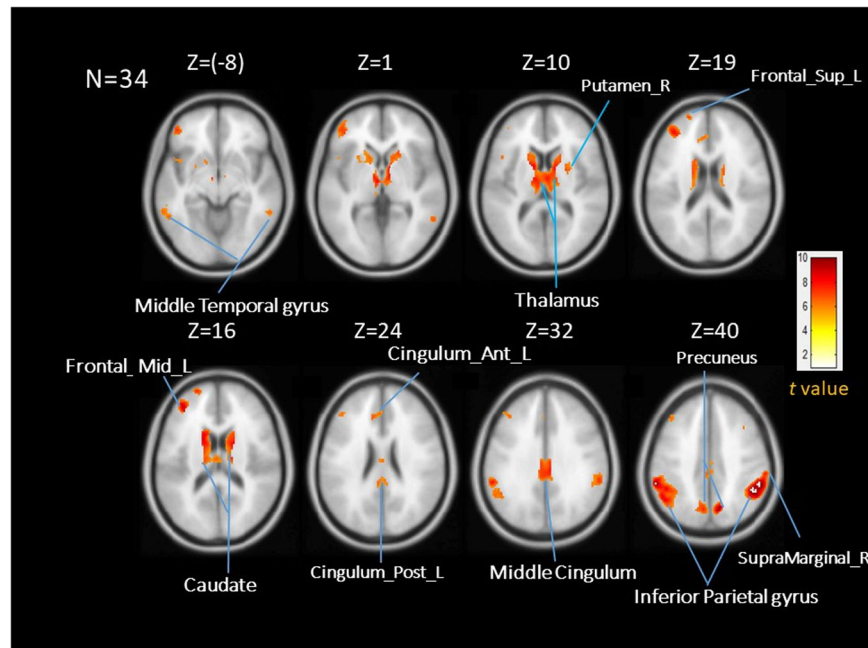 N=34
Z=(-8)
Z=1
Z=10
Z=19
Putamen_R
Frontal_Sup_L
Middle Temporal gyrus
Thalamus
10
8
6
4
2
t value
Z=16
Z=24
Z=32
Z=40
Frontal_ Mid_L
Cingulum_Ant_L
Precuneus
Caudate
Cingulum_Post_L
Middle Cingulum
SupraMarginal_R
Inferior Parietal gyrus